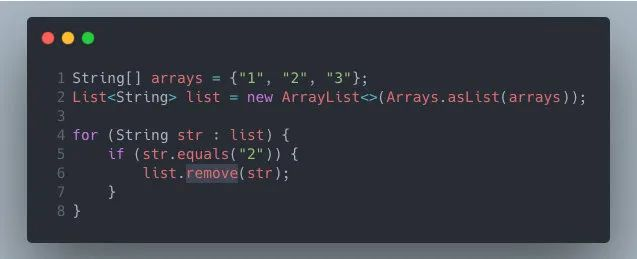 1 String[] arrays = {"1", "2", "3"};
2 List<String> list = new ArrayList<>(Arrays.asList(arrays));
3
4 for (String str : list) {
5     if (str.equals("2")) {
6         list.remove(str);
7     }
8 }